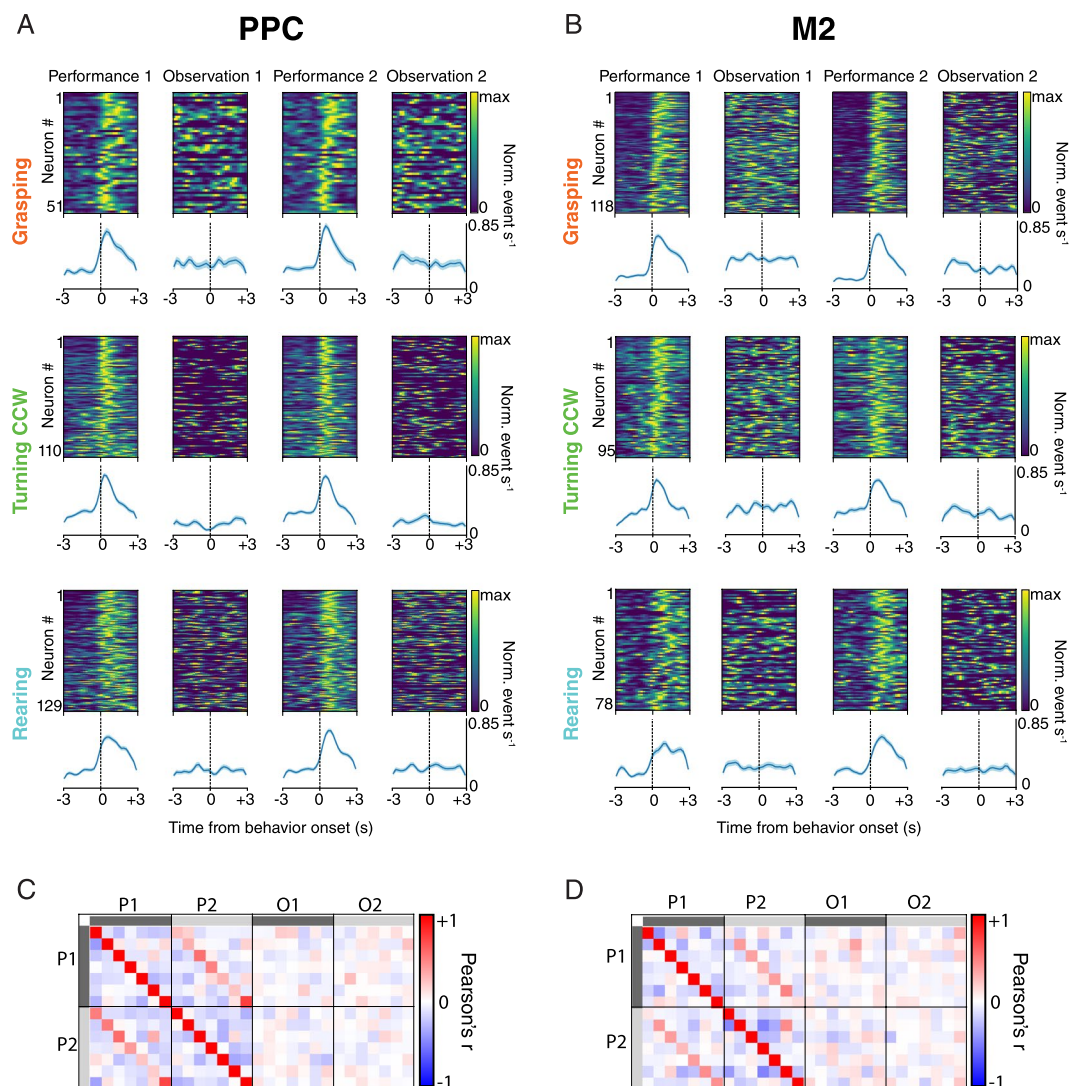 A
PPC
Performance 1 Observation 1 Performance 2 Observation 2
Grasping
Neuron #
1
51
max
0
Norm. event s-1
0.85
0
-3 0 +3 -3 0 +3 -3 0 +3 -3 0 +3
Turning CCW
Neuron #
1
110
max
0
Norm. event s-1
0.85
0
-3 0 +3 -3 0 +3 -3 0 +3 -3 0 +3
Rearing
Neuron #
1
129
max
0
Norm. event s-1
0.85
0
-3 0 +3 -3 0 +3 -3 0 +3 -3 0 +3
Time from behavior onset (s)
B
M2
Performance 1 Observation 1 Performance 2 Observation 2
Grasping
Neuron #
1
118
max
0
Norm. event s-1
0.85
0
-3 0 +3 -3 0 +3 -3 0 +3 -3 0 +3
Turning CCW
Neuron #
1
95
max
0
Norm. event s-1
0.85
0
-3 0 +3 -3 0 +3 -3 0 +3 -3 0 +3
Rearing
Neuron #
1
78
max
0
Norm. event s-1
0.85
0
-3 0 +3 -3 0 +3 -3 0 +3 -3 0 +3
Time from behavior onset (s)
C
P1 P2 O1 O2
P1
P2
+1
0
-1
Pearson's r
D
P1 P2 O1 O2
P1
P2
+1
0
-1
Pearson's r